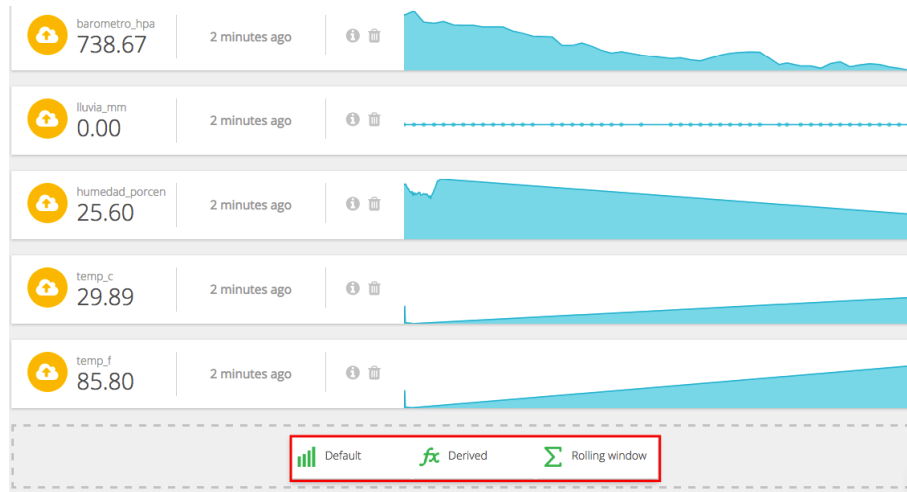 barometro_hpa
738.67
2 minutes ago
lluvia_mm
0.00
2 minutes ago
humedad_porcen
25.60
2 minutes ago
temp_c
29.89
2 minutes ago
temp_f
85.80
2 minutes ago
Default fx Derived Σ Rolling window